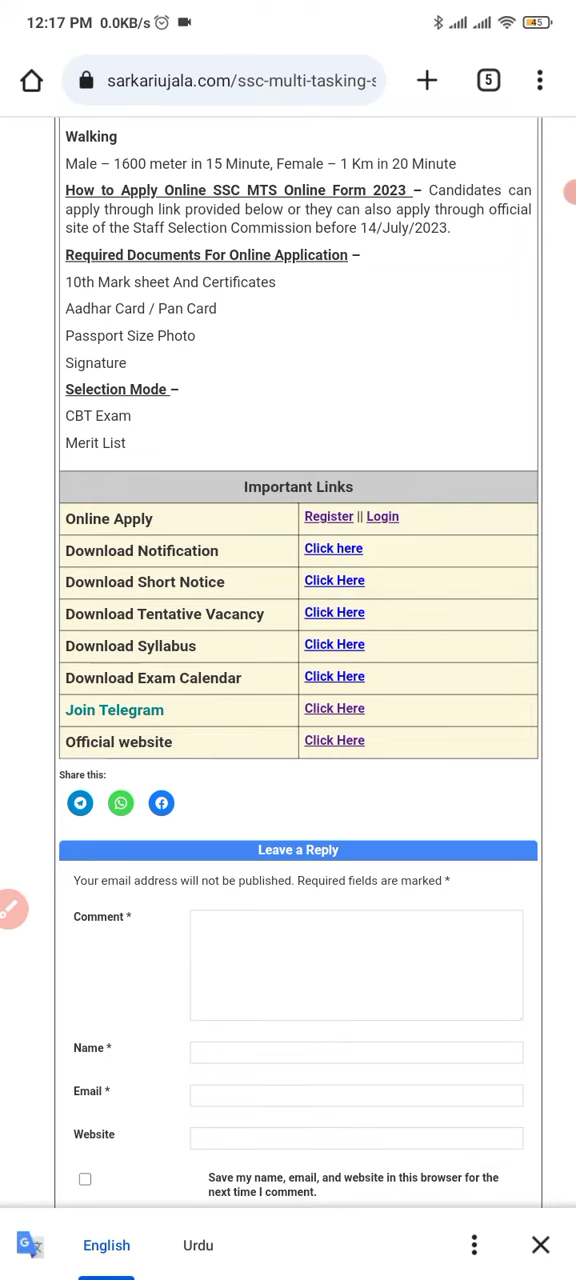 12:17 PM 0.0KB/s
45
sarkariujala.com/ssc-multi-tasking-s
5
Walking
Male – 1600 meter in 15 Minute, Female – 1 Km in 20 Minute
How to Apply Online SSC MTS Online Form 2023 – Candidates can
apply through link provided below or they can also apply through official
site of the Staff Selection Commission before 14/July/2023.
Required Documents For Online Application –
10th Mark sheet And Certificates
Aadhar Card / Pan Card
Passport Size Photo
Signature
Selection Mode –
CBT Exam
Merit List
Important Links
Online Apply Register || Login
Download Notification Click here
Download Short Notice Click Here
Download Tentative Vacancy Click Here
Download Syllabus Click Here
Download Exam Calendar Click Here
Join Telegram Click Here
Official website Click Here
Share this:
Leave a Reply
Your email address will not be published. Required fields are marked *
Comment *
Name *
Email *
Website
Save my name, email, and website in this browser for the
next time I comment.
English Urdu